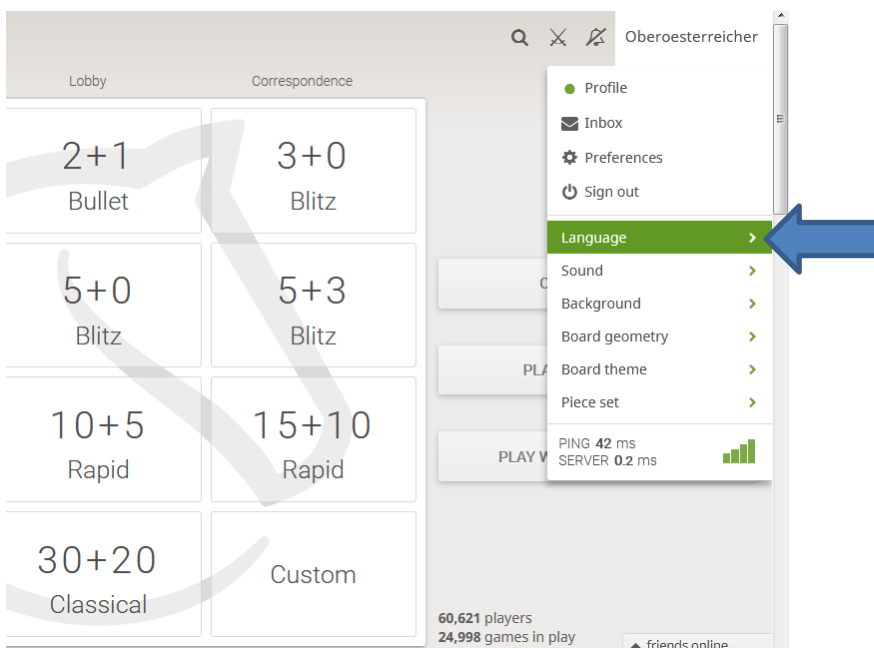 Oberoesterreicher
Lobby
Correspondence
2+1
Bullet
3+0
Blitz
5+0
Blitz
5+3
Blitz
10+5
Rapid
15+10
Rapid
30+20
Classical
Custom
Profile
Inbox
Preferences
Sign out
Language
Sound
Background
Board geometry
Board theme
Piece set
PING 42 ms
SERVER 0.2 ms
PLAY
60,621 players
24,998 games in play
friends online